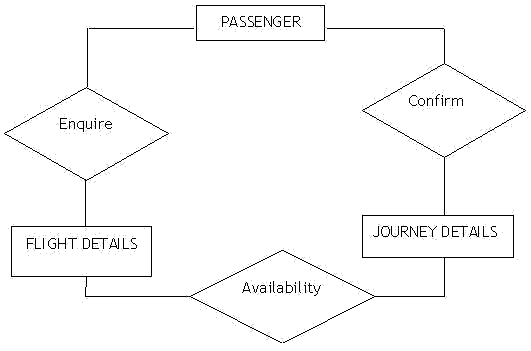 PASSENGER
Enquire
Confirm
FLIGHT DETAILS
JOURNEY DETAILS
Availability